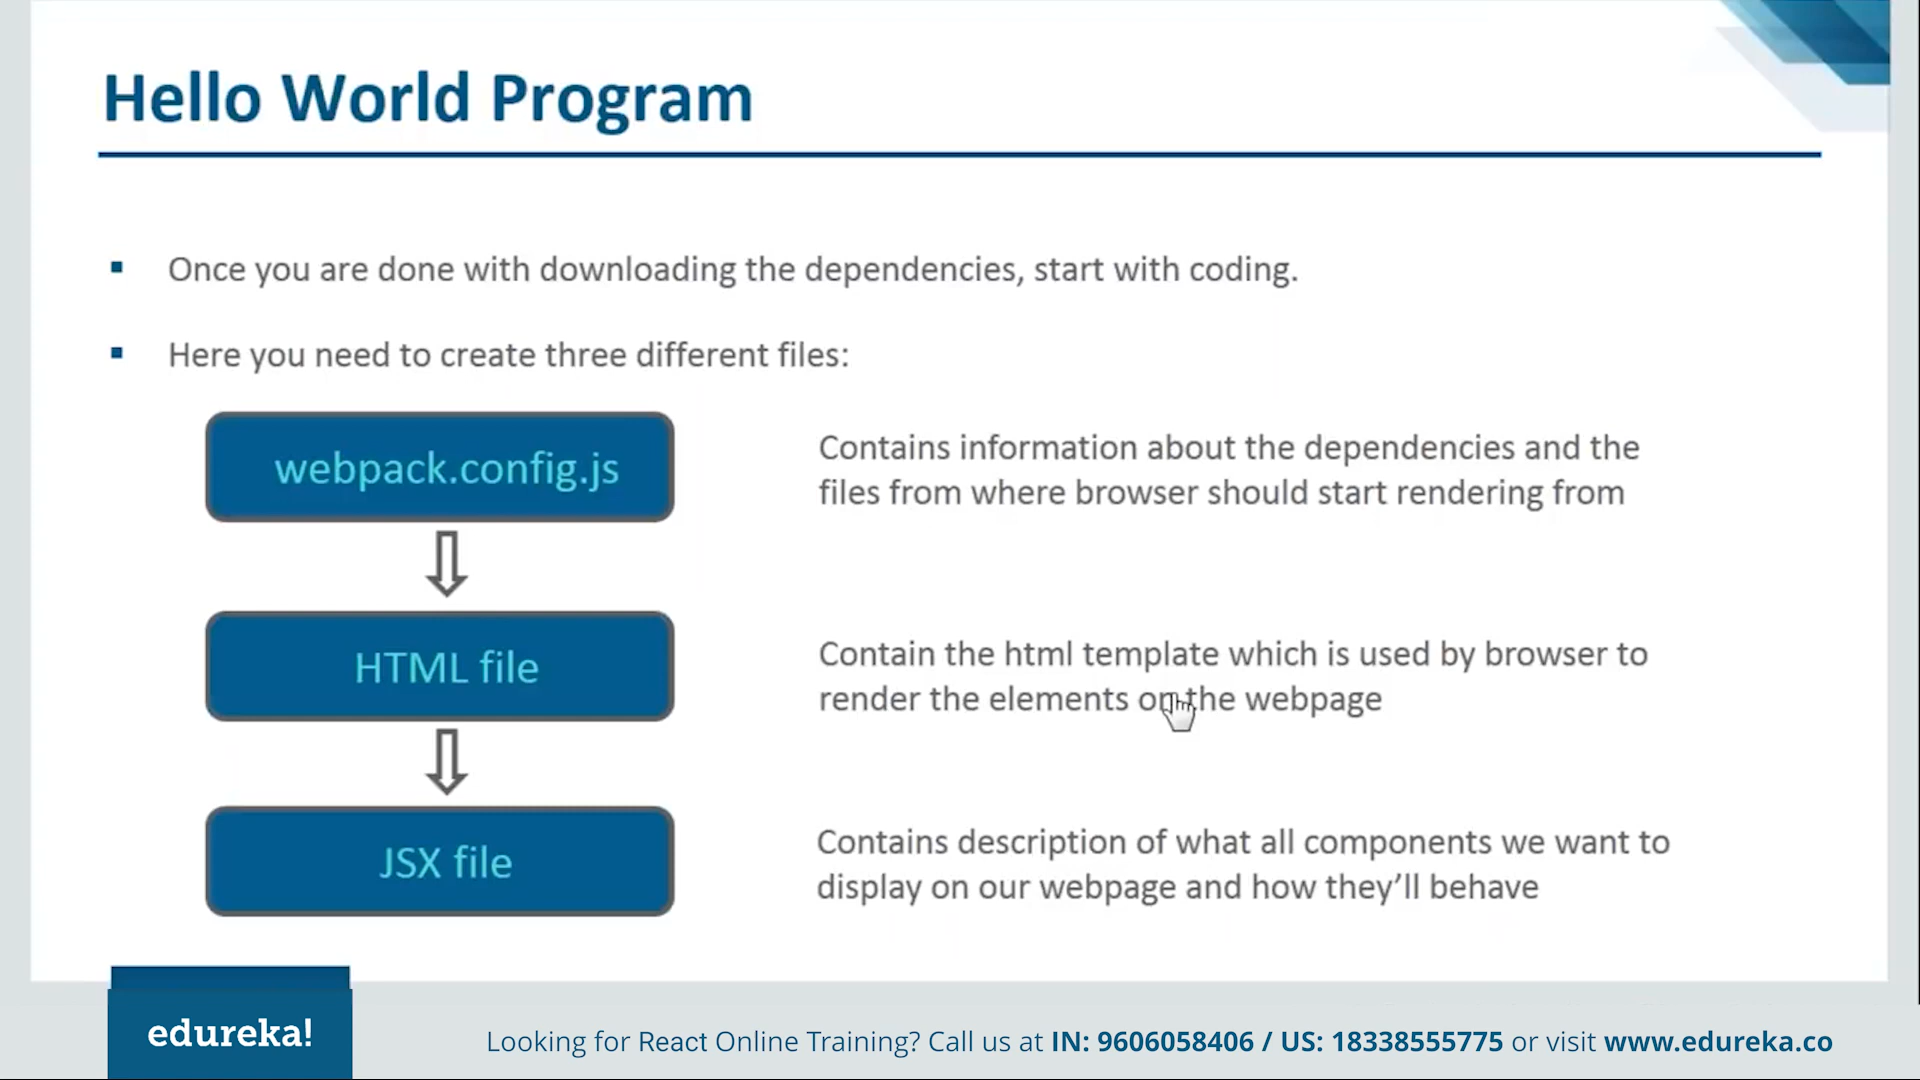 Hello World Program
Once you are done with downloading the dependencies, start with coding.
Here you need to create three different files:
webpack.config.js
Contains information about the dependencies and the
files from where browser should start rendering from
HTML file
Contain the html template which is used by browser to
render the elements on the webpage
JSX file
Contains description of what all components we want to
display on our webpage and how they'll behave
edureka!
Looking for React Online Training? Call us at IN: 9606058406 / US: 18338555775 or visit www.edureka.co